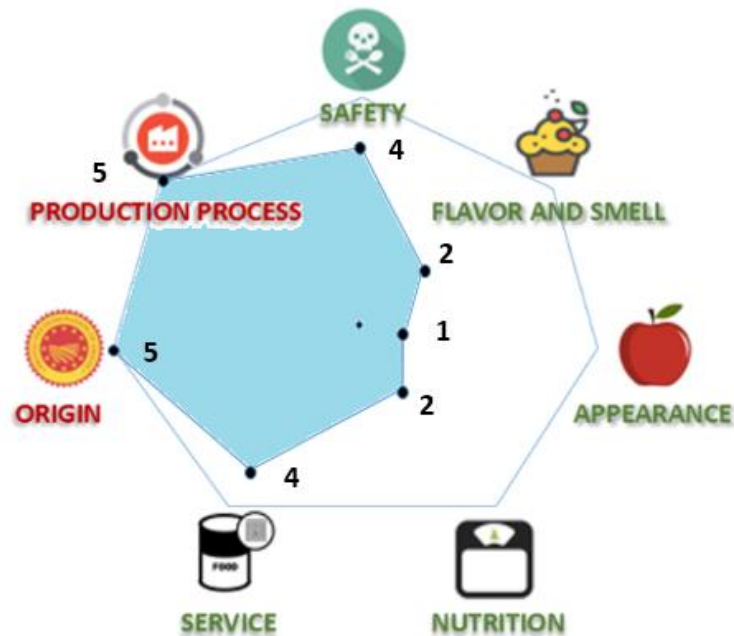 SAFETY
4
5
PRODUCTION PROCESS
FLAVOR AND SMELL
2
1
5
ORIGIN
APPEARANCE
2
4
FOOD
SERVICE
NUTRITION